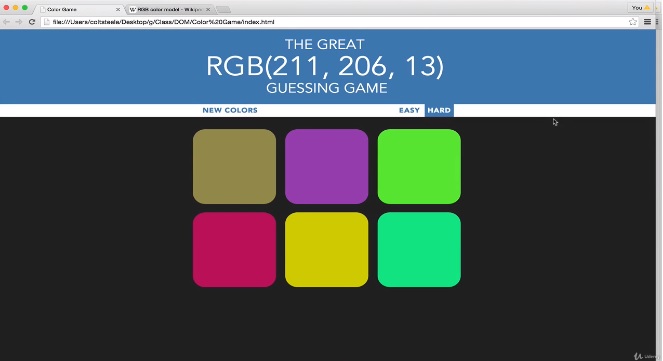 Color Game
RGB color model - Wikipe
You
file:///Users/coltsteele/Desktop/g/Class/DOM/Color%20Game/index.html
THE GREAT
RGB(211, 206, 13)
GUESSING GAME
NEW COLORS EASY HARD